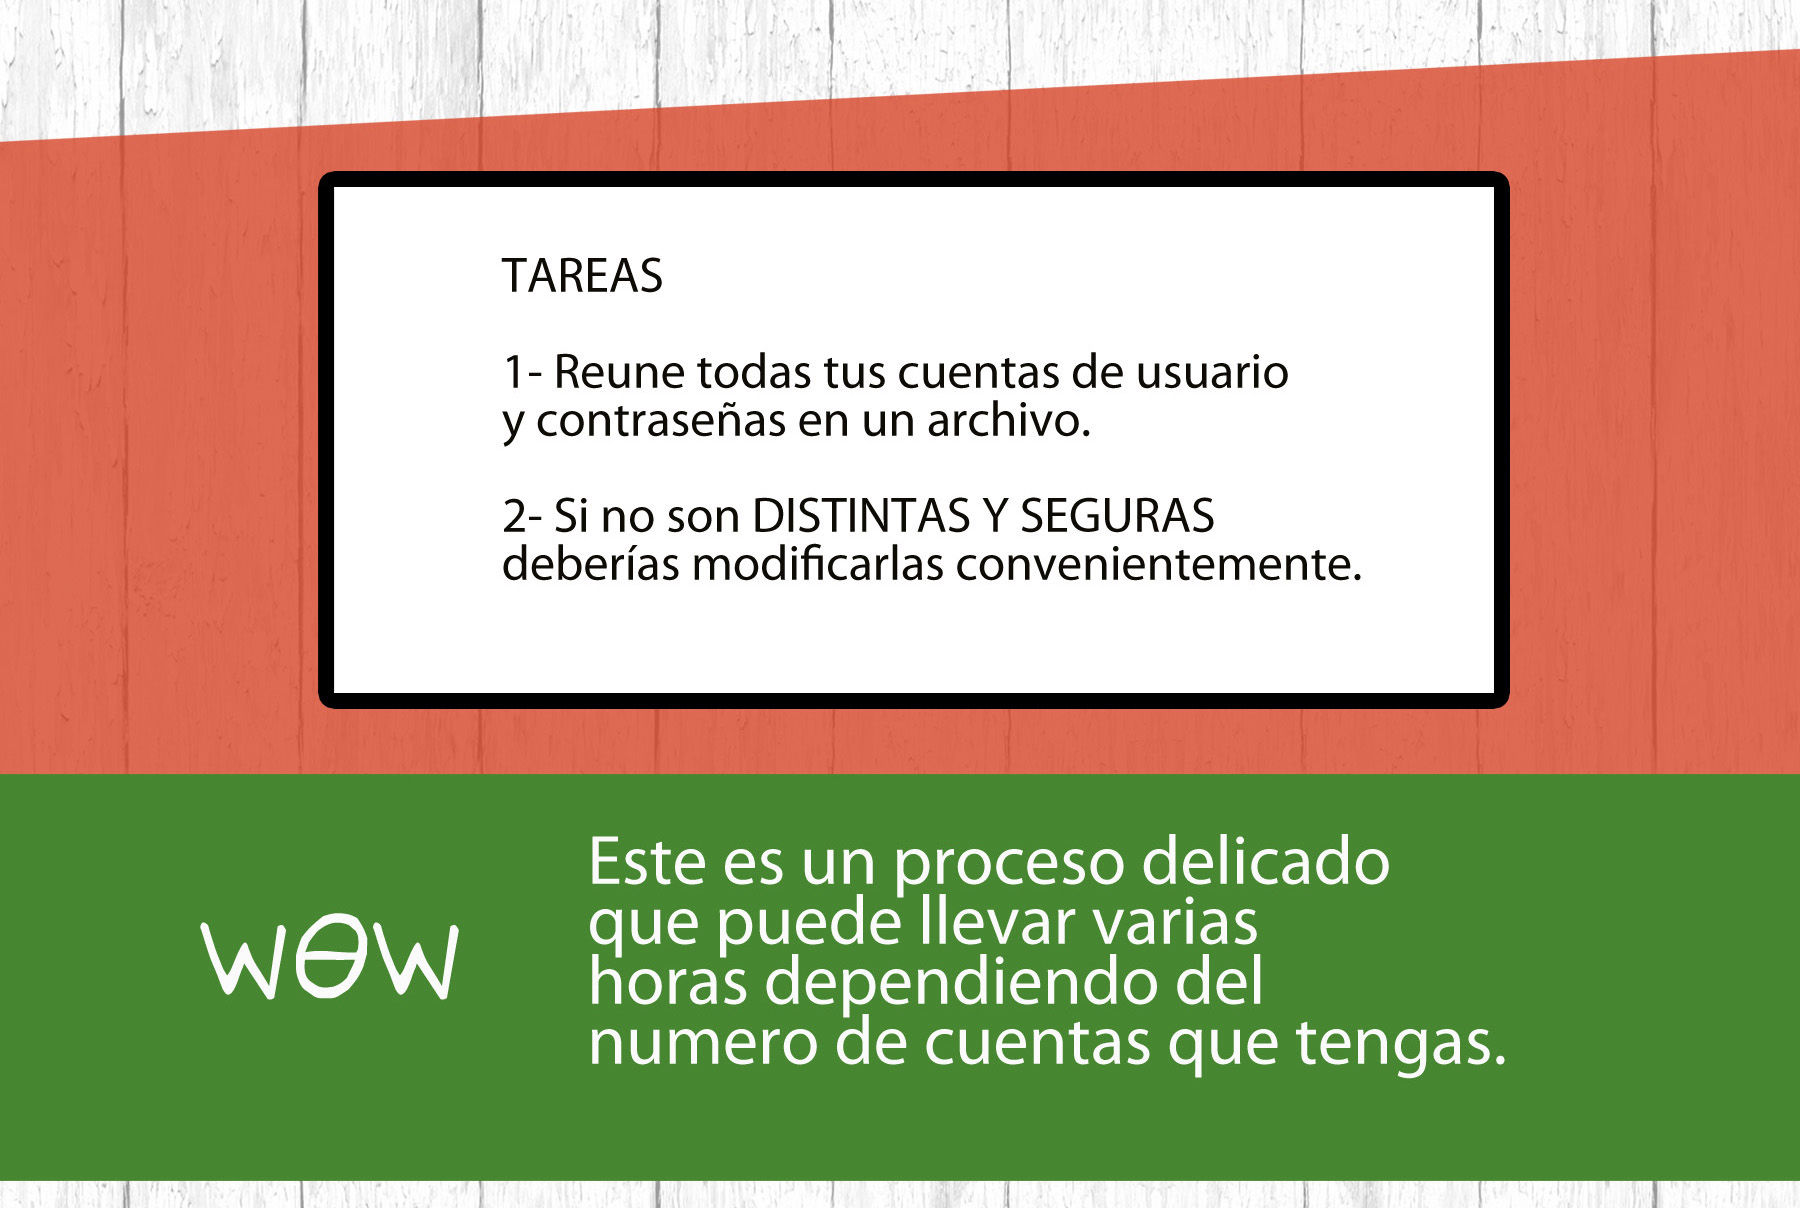 TAREAS
1- Reune todas tus cuentas de usuario
y contraseñas en un archivo.
2- Si no son DISTINTAS Y SEGURAS
deberías modificarlas convenientemente.
WOW
Este es un proceso delicado
que puede llevar varias
horas dependiendo del
numero de cuentas que tengas.